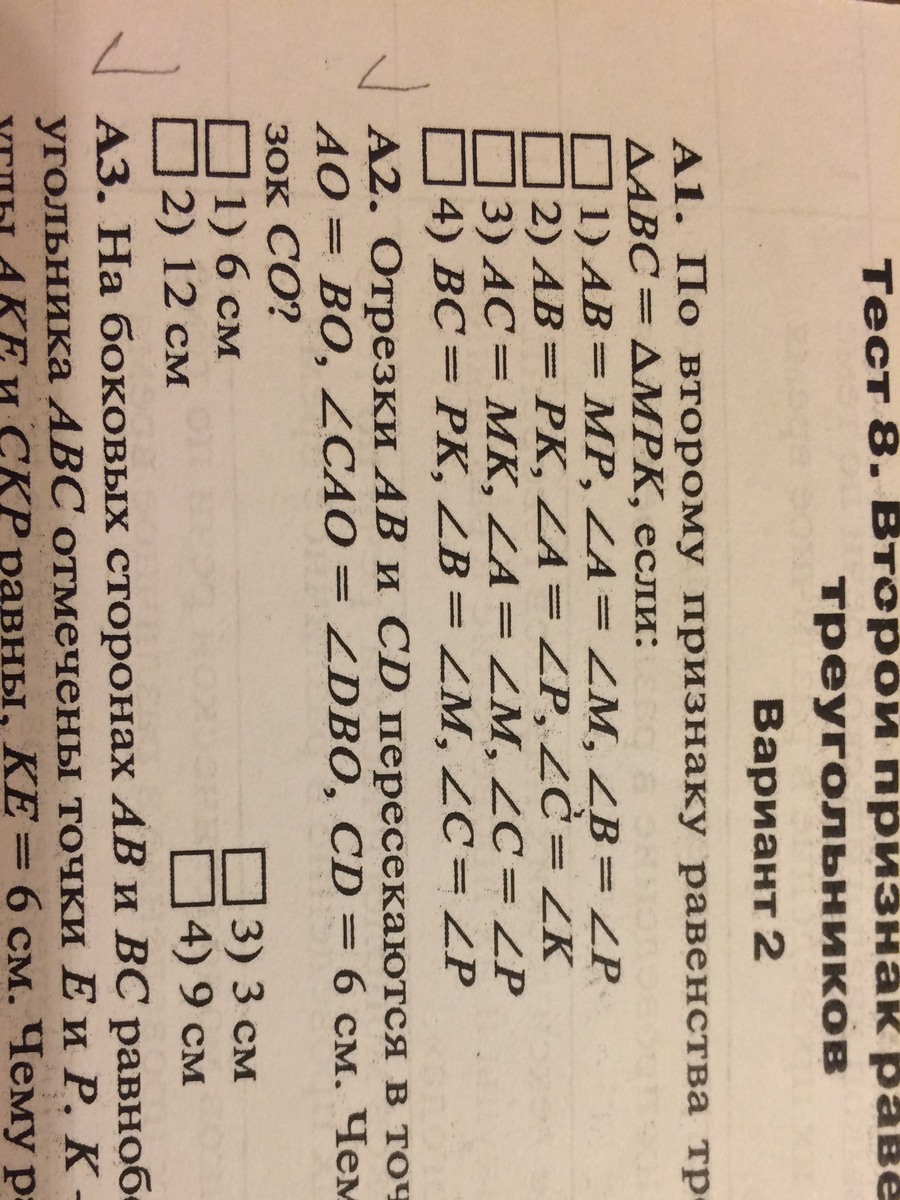 Тест 8. Второй признак раве
треугольников
Вариант 2
А1. По второму признаку равенства тре
ΔABC = ΔMPK, если:
1) AB = MP, ∠A = ∠M, ∠B = ∠P
2) AB = PK, ∠A = ∠P, ∠C = ∠K
3) AC = MK, ∠A = ∠M, ∠C = ∠P
4) BC = PK, ∠B = ∠M, ∠C = ∠P
А2. Отрезки AB и CD пересекаются в точ
AO = BO, ∠CAO = ∠DBO, CD = 6 см. Чем
зок CO?
1) 6 см 3) 3 см
2) 12 см 4) 9 см
А3. На боковых сторонах AB и BC равнобе
угольника ABC отмечены точки E и P. K –
углы AKE и CKP равны, KE = 6 см. Чему ра